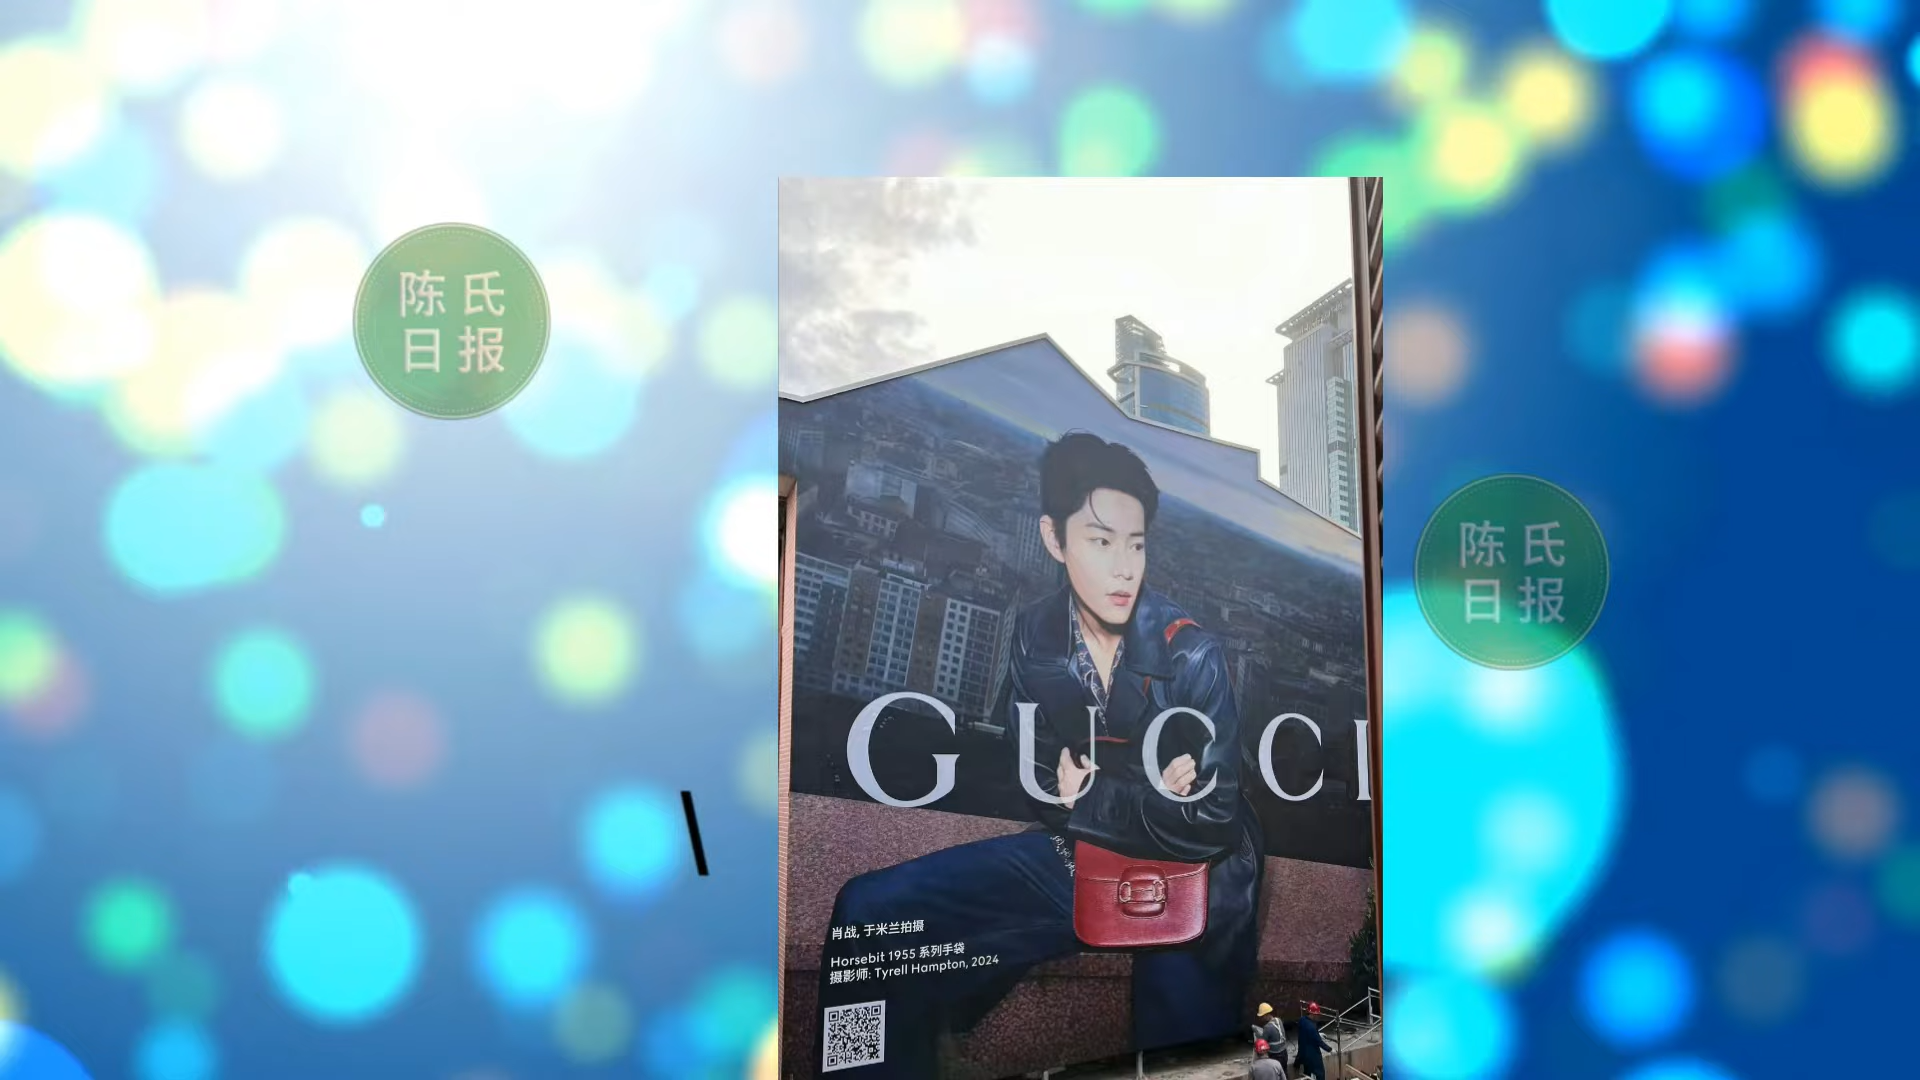 陈氏
日报
GUCCI
肖战, 于米兰拍摄
Horsebit 1955 系列手袋
摄影师: Tyrell Hampton, 2024
陈氏
日报